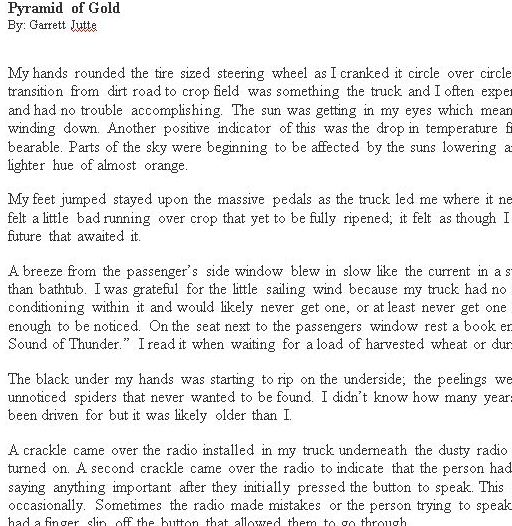 Pyramid of Gold
By: Garrett Jutte
My hands rounded the tire sized steering wheel as I cranked it circle over circle
transition from dirt road to crop field was something the truck and I often exper
and had no trouble accomplishing. The sun was getting in my eyes which mean
winding down. Another positive indicator of this was the drop in temperature fi
bearable. Parts of the sky were beginning to be affected by the suns lowering a
lighter hue of almost orange.
My feet jumped stayed upon the massive pedals as the truck led me where it ne
felt a little bad running over crop that yet to be fully ripened; it felt as though I
future that awaited it.
A breeze from the passenger’s side window blew in slow like the current in a s
than bathtub. I was grateful for the little sailing wind because my truck had no
conditioning within it and would likely never get one, or at least never get one
enough to be noticed. On the seat next to the passengers window rest a book en
Sound of Thunder.” I read it when waiting for a load of harvested wheat or duri
The black under my hands was starting to rip on the underside; the peelings we
unnoticed spiders that never wanted to be found. I didn’t know how many years
been driven for but it was likely older than I.
A crackle came over the radio installed in my truck underneath the dusty radio
turned on. A second crackle came over the radio to indicate that the person had
saying anything important after they initially pressed the button to speak. This
occasionally. Sometimes the radio made mistakes or the person trying to speak
had a finger slip off the button that allowed them to go through